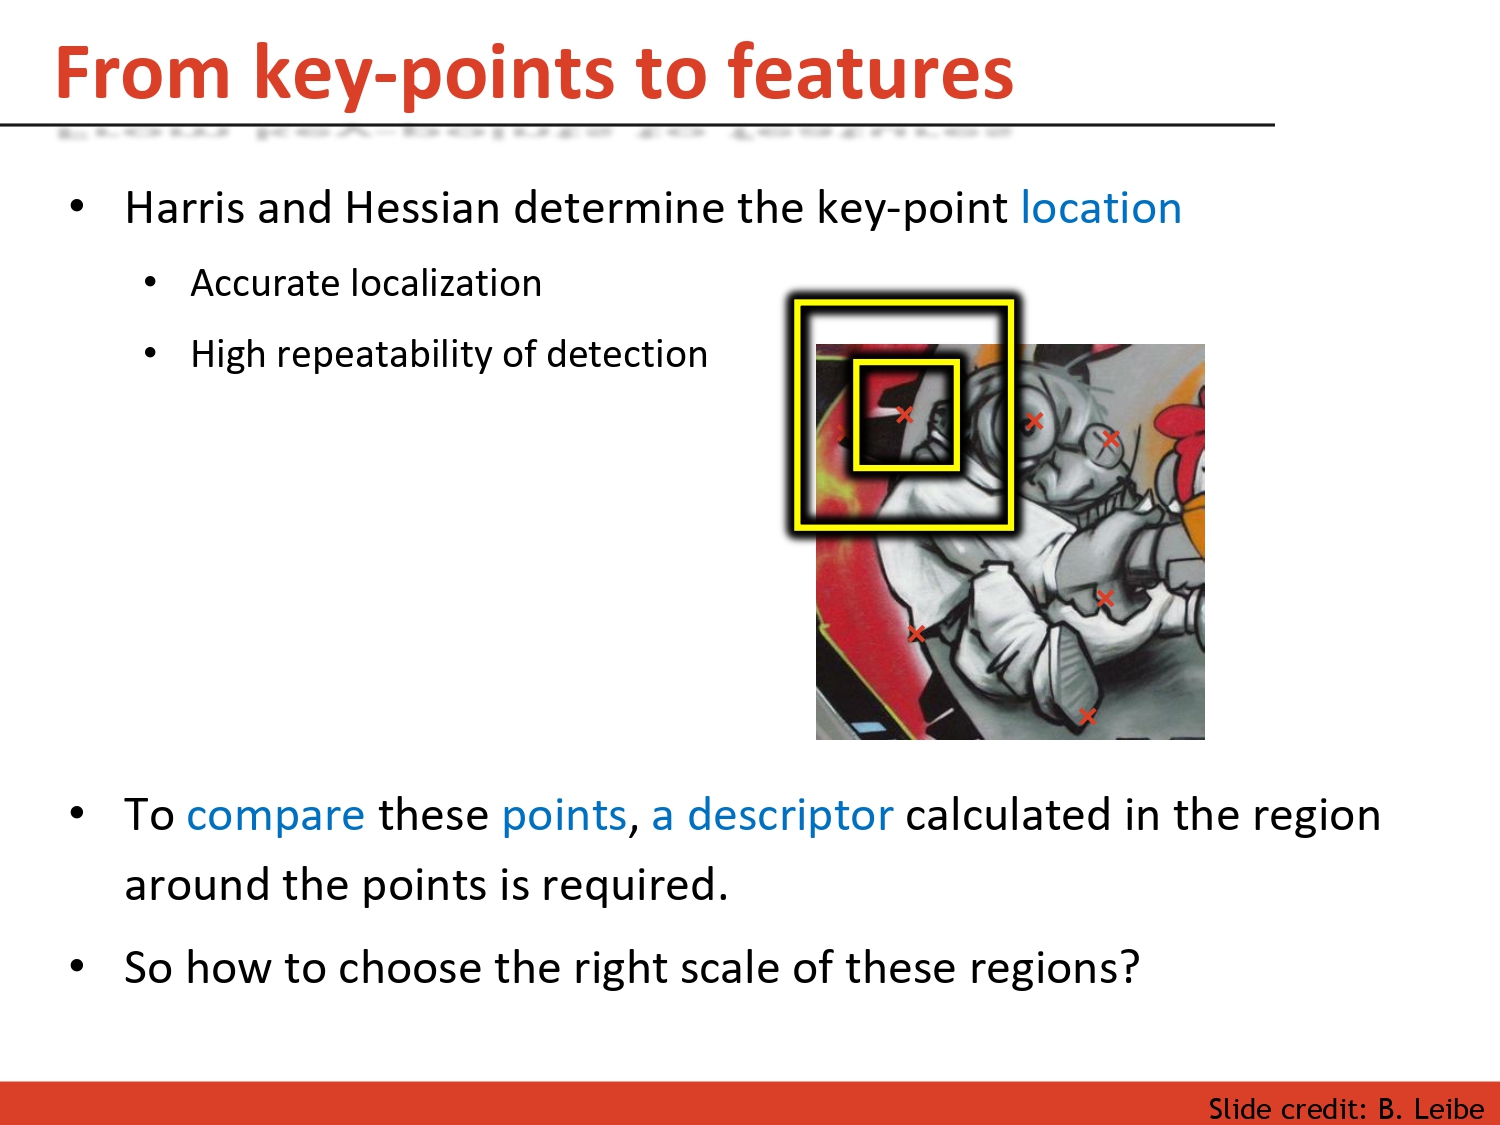 From key-points to features
• Harris and Hessian determine the key-point location
• Accurate localization
• High repeatability of detection
• To compare these points, a descriptor calculated in the region
around the points is required.
• So how to choose the right scale of these regions?
Slide credit: B. Leibe